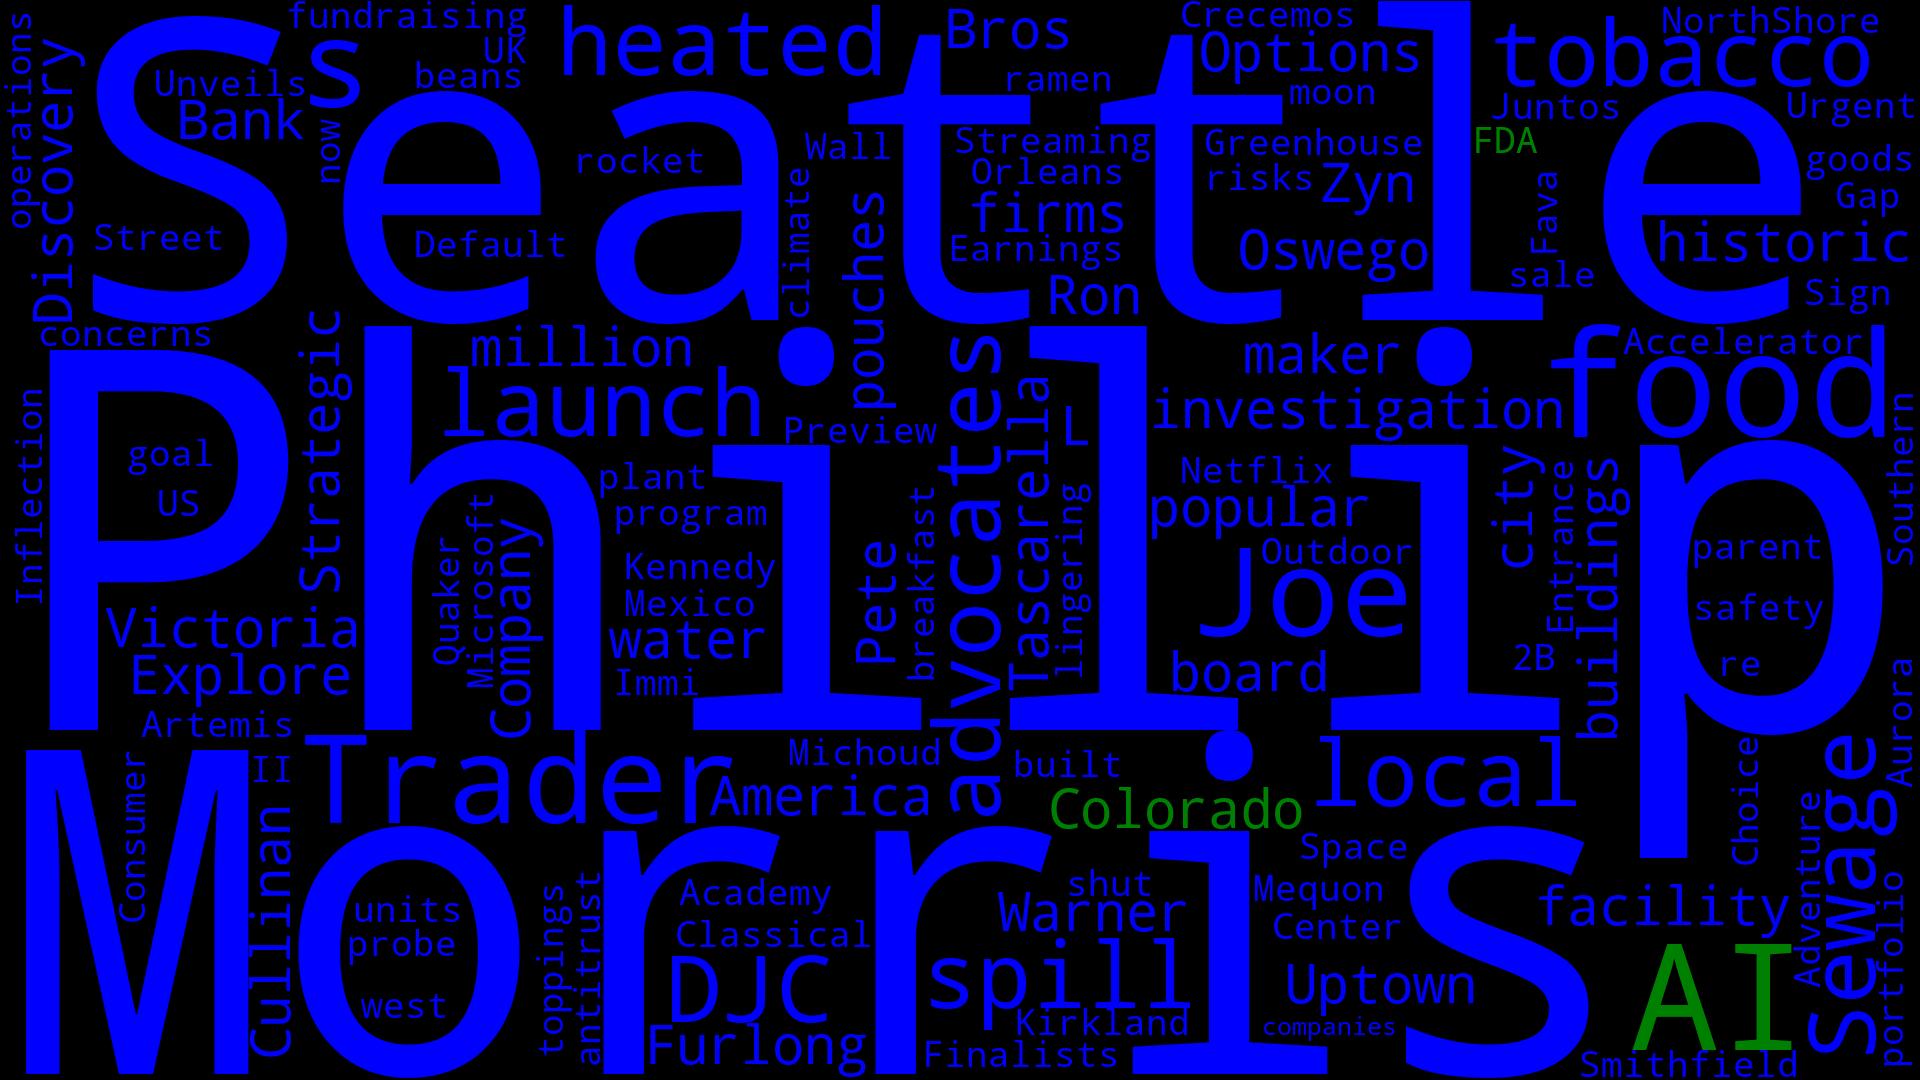 Seattle
Philip
Morris
fundraising
UK
beans
s
Unveils
Bank
now
operations
Discovery
Street
Default
concerns
heated
rocket
Wall
climate
pouches
Bros
ramen
Streaming
Orleans
firms
Earnings
Ron
Crecemos
Options
moon
Greenhouse
risks
Zyn
Oswego
FDA
tobacco
NorthShore
Juntos
Urgent
goods
Gap
Fava
historic
sale
Sign
Accelerator
food
Strategic
million
launch
Preview
advocates
Tascarella
L
lingering
maker
investigation
Netflix
popular
Outdoor
Joe
board
city
Entrance
buildings
2B
Southern
parent
safety
re
Aurora
Inflection
goal
US
Victoria
Explore
Artemis
II
Quaker
Microsoft
Company
plant
program
Kennedy
Mexico
water
Immi
Pete
breakfast
Trader
Michoud
America
built
Colorado
local
Space
Consumer
Cullinan
units
probe
west
toppings
antitrust
Academy
Classical
DJC
Furlong
shut
Warner
spill
Kirkland
Finalists
Mequon
Center
Uptown
companies
facility
AI
Smithfield
Choice
Adventure
Sewage
portfolio